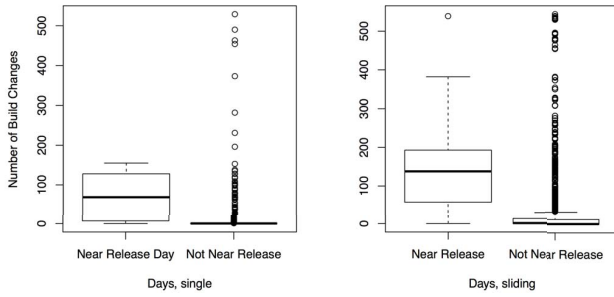 Number of Build Changes
500
400
300
200
100
0
Near Release Day
Not Near Release
Days, single
500
400
300
200
100
0
Near Release
Not Near Release
Days, sliding